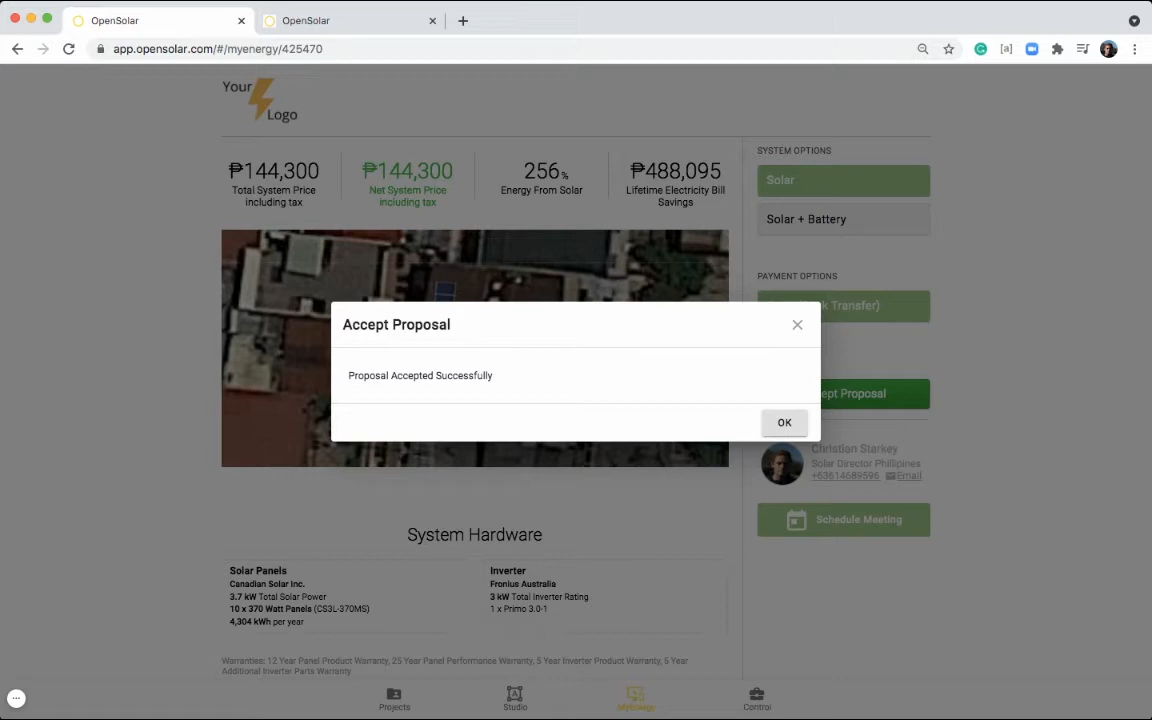 OpenSolar
OpenSolar
app.opensolar.com/#/myenergy/425470
[a]
Your
Logo
₱144,300
Total System Price
including tax
₱144,300
Net System Price
including tax
256%
Energy From Solar
₱488,095
Lifetime Electricity Bill
Savings
SYSTEM OPTIONS
Solar
Solar + Battery
PAYMENT OPTIONS
Transfer)
Accept Proposal
Proposal Accepted Successfully
OK
Proposal
Christian Starkey
Solar Director Phillipines
+63614689596
Email
Schedule Meeting
System Hardware
Solar Panels
Canadian Solar Inc.
3.7 kW Total Solar Power
10 x 370 Watt Panels (CS3L-370MS)
4,304 kWh per year
Inverter
Fronius Australia
3 kW Total Inverter Rating
1 x Primo 3.0-1
Warranties: 12 Year Panel Product Warranty, 25 Year Panel Performance Warranty, 5 Year Inverter Product Warranty, 5 Year
Additional Inverter Parts Warranty
Projects
Studio
MyEnergy
Control